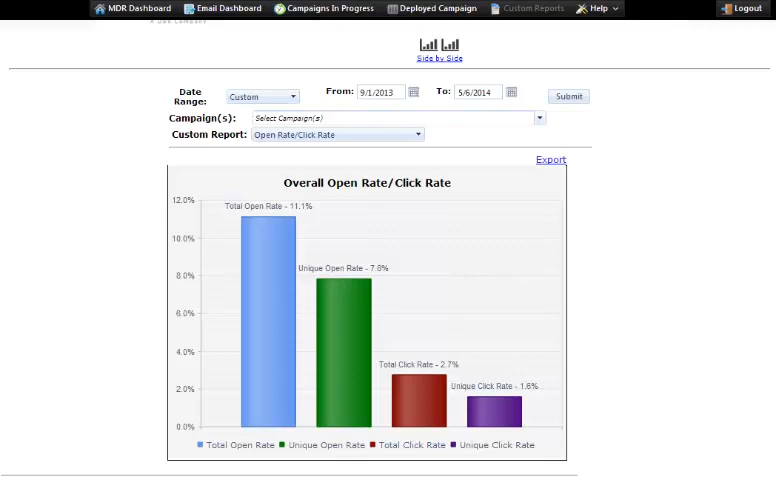 MDR Dashboard Email Dashboard Campaigns In Progress Deployed Campaign Custom Reports Help Logout
A D&B Company
Side by Side
Date Range: Custom From: 9/1/2013 To: 5/6/2014 Submit
Campaign(s): Select Campaign(s)
Custom Report: Open Rate/Click Rate
Export
Overall Open Rate/Click Rate
12.0%
Total Open Rate - 11.1%
10.0%
Unique Open Rate - 7.8%
8.0%
6.0%
Total Click Rate - 2.7%
4.0%
Unique Click Rate - 1.6%
2.0%
0.0%
Total Open Rate Unique Open Rate Total Click Rate Unique Click Rate